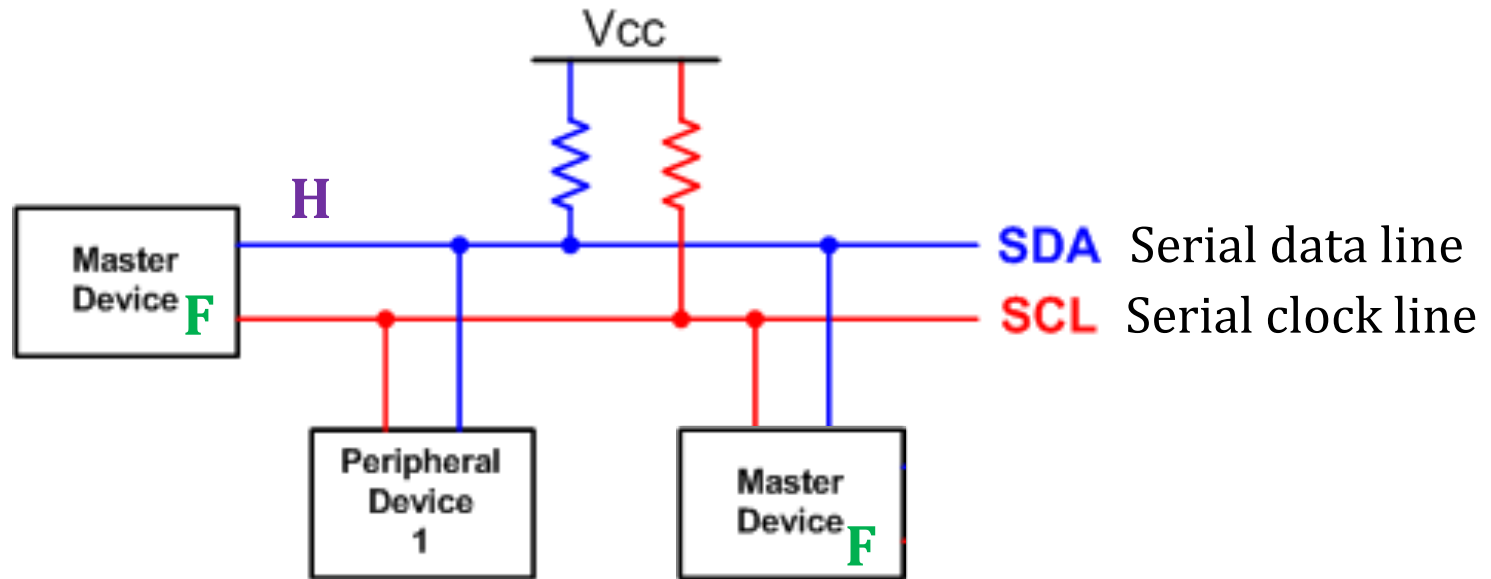 Vcc
H
Master
Device F
SDA Serial data line
SCL Serial clock line
Peripheral
Device
1
Master
Device F